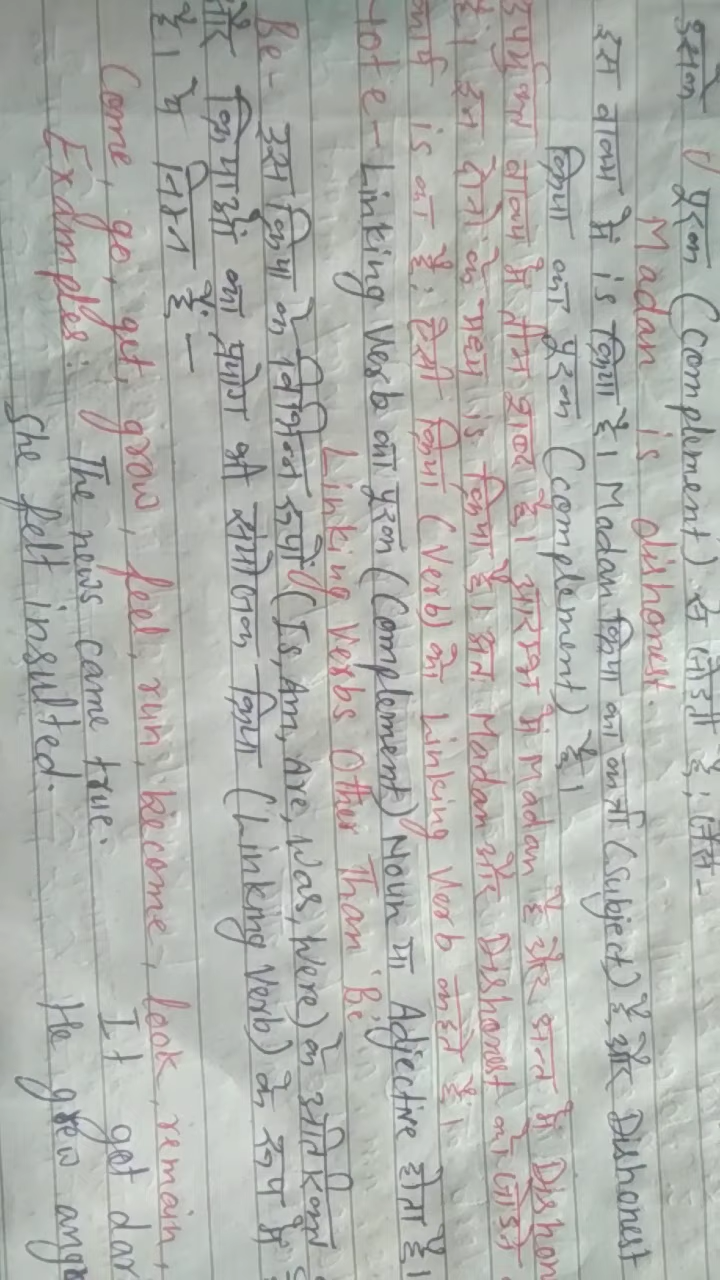 इसके पूरक (Complement) से जोड़ती है; जैसे-
Madan is dishonest.
इस वाक्य में is क्रिया है। Madan क्रिया का कर्ता (Subject) है और Dishonest
क्रिया का पूरक (Complement) है।
उपर्युक्त वाक्य में तीन शब्द है। आरम्भ में Madan है और अन्त में Dishon
है। इन दोनों के मध्य is क्रिया है। अतः Madan और Dishonest को जोड़ने
कार्य is का है; ऐसी क्रिया (Verb) को Linking Verb कहते हैं।
Note- Linking Verb का पूरक (Complement) Noun या Adjective होता है।
Linking Verbs Other Than 'Be'
Be- इस क्रिया के विभिन्न रूपों (Is, Am, Are, Was, Were) के अतिरिक्त
और क्रियाओं का प्रयोग भी संयोजक क्रिया (Linking Verb) के रूप में
है। ये निम्न हैं -
Come, go, get, grow, feel, run, become, look, remain,
Examples: The news came true. It got dar
She felt insulted. He grew angr